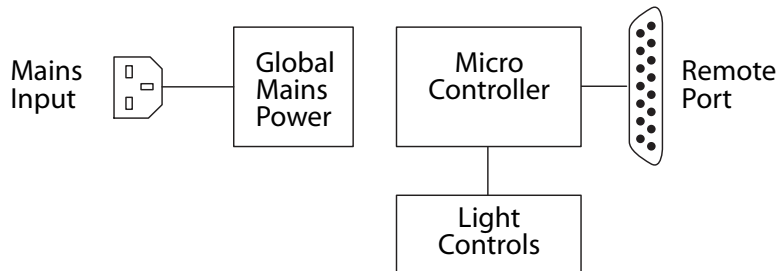 Mains
Input
Global
Mains
Power
Micro
Controller
Remote
Port
Light
Controls